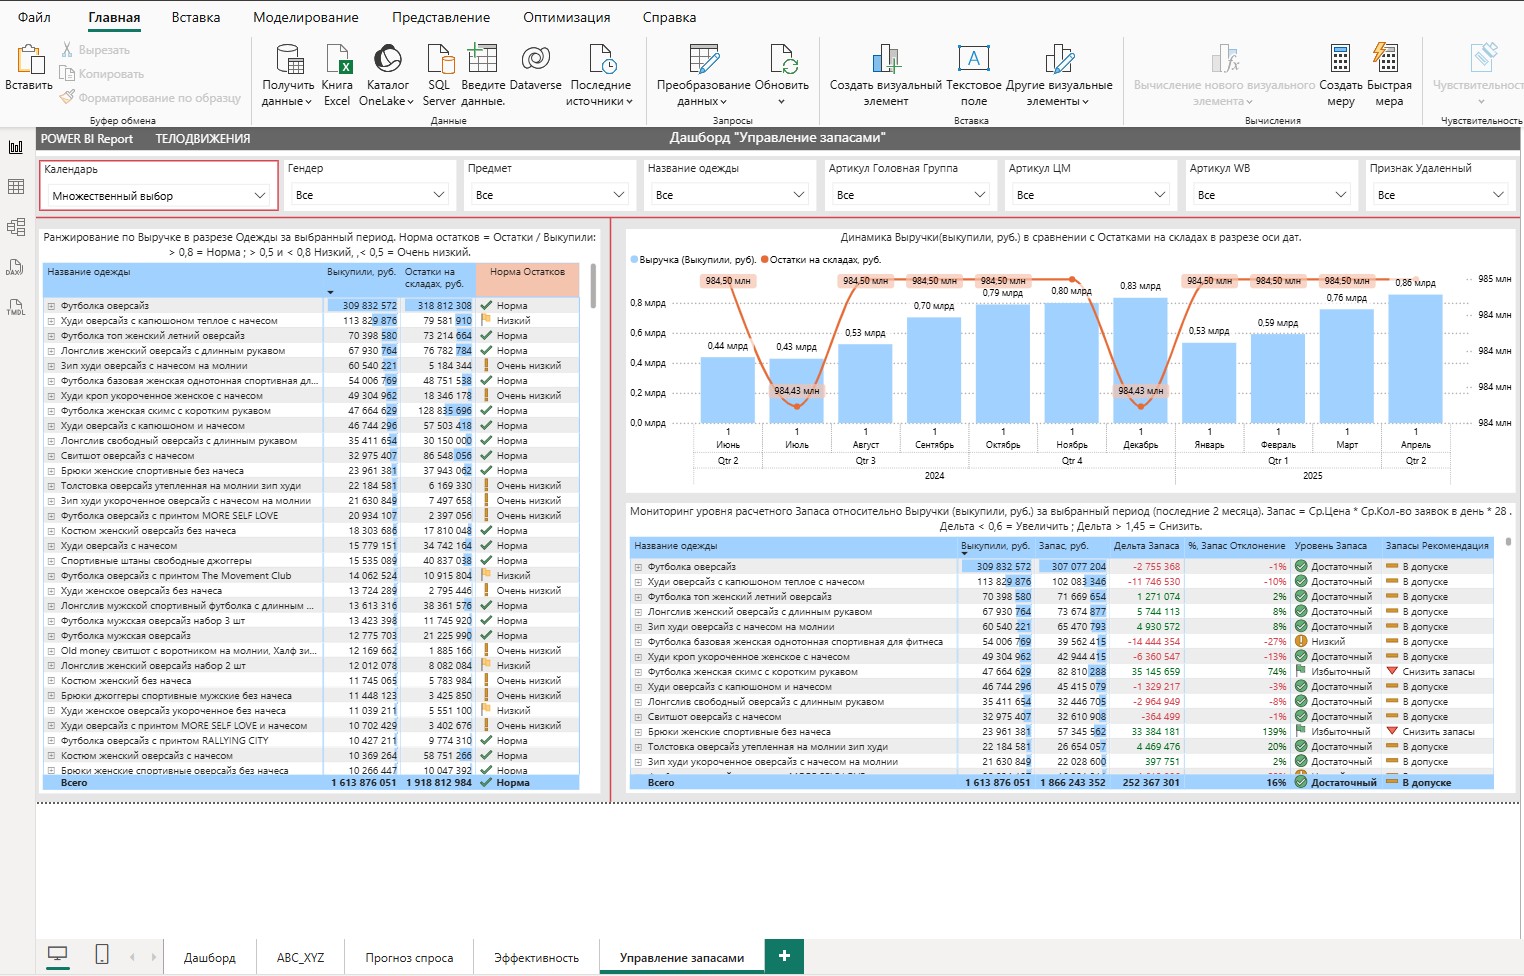 Файл Главная Вставка Моделирование Представление Оптимизация Справка
Вставить
Вырезать
Копировать
Форматирование по образцу
Буфер обмена
Получить данные
Книга Excel
Каталог OneLake
SQL Server
Введите данные.
Dataverse
Последние источники
Данные
Преобразование данных
Обновить
Запросы
Создать визуальный элемент
Текстовое поле
Другие визуальные элементы
Вставка
Вычисление нового визуального элемента
Создать меру
Быстрая мера
Вычисления
Чувствительность
DAX
TMDL
POWER BI Report ТЕЛОДВИЖЕНИЯ Дашборд "Управление запасами"
Календарь Гендер Предмет Название одежды Артикул Головная Группа Артикул ЦМ Артикул WB Признак Удаленный
Множественный выбор Все Все Все Все Все Все Все
Ранжирование по Выручке в разрезе Одежды за выбранный период. Норма остатков = Остатки / Выкупили:
> 0,8 = Норма ; > 0,5 и < 0,8 Низкий, ,< 0,5 = Очень низкий.
Название одежды Выкупили, руб. Остатки на складах, руб. Норма Остатков
Футболка оверсайз 309 832 572 318 812 308 Норма
Худи оверсайз с капюшоном теплое с начесом 113 829 876 79 581 910 Низкий
Футболка топ женский летний оверсайз 70 398 580 73 214 664 Норма
Лонгслив женский оверсайз с длинным рукавом 67 930 764 76 782 784 Норма
Зип худи оверсайз с начесом на молнии 60 540 221 5 184 344 Очень низкий
Футболка базовая женская однотонная спортивная дл... 54 006 769 48 751 538 Норма
Худи кроп укороченное женское с начесом 49 304 962 18 346 178 Очень низкий
Футболка женская скимс с коротким рукавом 47 664 629 128 835 696 Норма
Худи оверсайз с капюшоном и начесом 46 744 296 57 503 418 Норма
Лонгслив свободный оверсайз с длинным рукавом 35 411 654 30 150 000 Норма
Свитшот оверсайз с начесом 32 975 407 86 548 056 Норма
Брюки женские спортивные без начеса 23 961 381 37 943 062 Норма
Толстовка оверсайз утепленная на молнии зип худи 22 184 581 6 169 330 Очень низкий
Зип худи укороченное оверсайз с начесом на молнии 21 630 849 7 497 658 Очень низкий
Футболка оверсайз с принтом MORE SELF LOVE 20 934 107 2 397 056 Очень низкий
Костюм женский оверсайз без начеса 18 303 686 17 810 048 Норма
Худи оверсайз с начесом 15 779 151 34 742 164 Норма
Спортивные штаны свободные джоггеры 15 535 089 40 837 038 Норма
Футболка оверсайз с принтом The Movement Club 14 062 524 10 915 804 Низкий
Худи женское оверсайз без начеса 13 724 289 2 795 446 Очень низкий
Лонгслив мужской спортивный футболка с длинным ... 13 613 316 38 361 576 Норма
Футболка мужская оверсайз набор 3 шт 13 423 398 11 745 920 Норма
Футболка мужская оверсайз 12 775 703 21 225 990 Норма
Old money свитшот с воротником на молнии, Халф зи... 12 169 662 1 885 166 Очень низкий
Лонгслив женский оверсайз набор 2 шт 12 012 078 8 082 084 Низкий
Костюм женский без начеса 11 745 065 5 783 984 Очень низкий
Брюки джоггеры спортивные мужские без начеса 11 448 123 3 425 850 Очень низкий
Худи женское оверсайз укороченное без начеса 11 039 211 5 551 100 Низкий
Худи оверсайз с принтом MORE SELF LOVE и начесом 10 702 429 3 402 676 Очень низкий
Футболка оверсайз с принтом RALLYING CITY 10 427 211 9 774 310 Норма
Костюм женский оверсайз с начесом 10 369 264 58 751 266 Норма
Брюки женские спортивные оверсайз без начеса 10 266 447 10 047 392 Норма
Всего 1 613 876 051 1 918 812 984 Норма
Динамика Выручки(выкупили, руб.) в сравнении с Остатками на складах в разрезе оси дат.
Выручка (Выкупили, руб.) Остатки на складах, руб.
984,50 млн 984,50 млн 984,50 млн 984,50 млн 984,50 млн 984,50 млн 984,50 млн 985 млн
0,8 млрд 0,70 млрд 0,79 млрд 0,80 млрд 0,83 млрд 0,76 млрд 0,86 млрд 984 млн
0,6 млрд 0,44 млрд 0,43 млрд 0,53 млрд 0,53 млрд 0,59 млрд 984 млн
0,4 млрд 984,43 млн 984,43 млн 984 млн
0,2 млрд
0,0 млрд 984 млн
1 1 1 1 1 1 1 1 1 1 1
Июнь Июль Август Сентябрь Октябрь Ноябрь Декабрь Январь Февраль Март Апрель
Qtr 2 Qtr 3 Qtr 4 Qtr 1 Qtr 2
2024 2025
Мониторинг уровня расчетного Запаса относительно Выручки (выкупили, руб.) за выбранный период (последние 2 месяца). Запас = Ср.Цена * Ср.Кол-во заявок в день * 28 .
Дельта < 0,6 = Увеличить ; Дельта > 1,45 = Снизить.
Название одежды Выкупили, руб. Запас, руб. Дельта Запаса %, Запас Отклонение Уровень Запаса Запасы Рекомендация
Футболка оверсайз 309 832 572 307 077 204 -2 755 368 -1% Достаточный В допуске
Худи оверсайз с капюшоном теплое с начесом 113 829 876 102 083 346 -11 746 530 -10% Достаточный В допуске
Футболка топ женский летний оверсайз 70 398 580 71 669 654 1 271 074 2% Достаточный В допуске
Лонгслив женский оверсайз с длинным рукавом 67 930 764 73 674 877 5 744 113 8% Достаточный В допуске
Зип худи оверсайз с начесом на молнии 60 540 221 65 470 793 4 930 572 8% Достаточный В допуске
Футболка базовая женская однотонная спортивная для фитнеса 54 006 769 39 562 415 -14 444 354 -27% Низкий В допуске
Худи кроп укороченное женское с начесом 49 304 962 42 944 415 -6 360 547 -13% Достаточный В допуске
Футболка женская скимс с коротким рукавом 47 664 629 82 810 288 35 145 659 74% Избыточный Снизить запасы
Худи оверсайз с капюшоном и начесом 46 744 296 45 415 079 -1 329 217 -3% Достаточный В допуске
Лонгслив свободный оверсайз с длинным рукавом 35 411 654 32 446 705 -2 964 949 -8% Достаточный В допуске
Свитшот оверсайз с начесом 32 975 407 32 610 908 -364 499 -1% Достаточный В допуске
Брюки женские спортивные без начеса 23 961 381 57 345 562 33 384 181 139% Избыточный Снизить запасы
Толстовка оверсайз утепленная на молнии зип худи 22 184 581 26 654 057 4 469 476 20% Достаточный В допуске
Зип худи укороченное оверсайз с начесом на молнии 21 630 849 22 028 600 397 751 2% Достаточный В допуске
Всего 1 613 876 051 1 866 243 352 252 367 301 16% Достаточный В допуске
Дашборд ABC_XYZ Прогноз спроса Эффективность Управление запасами +